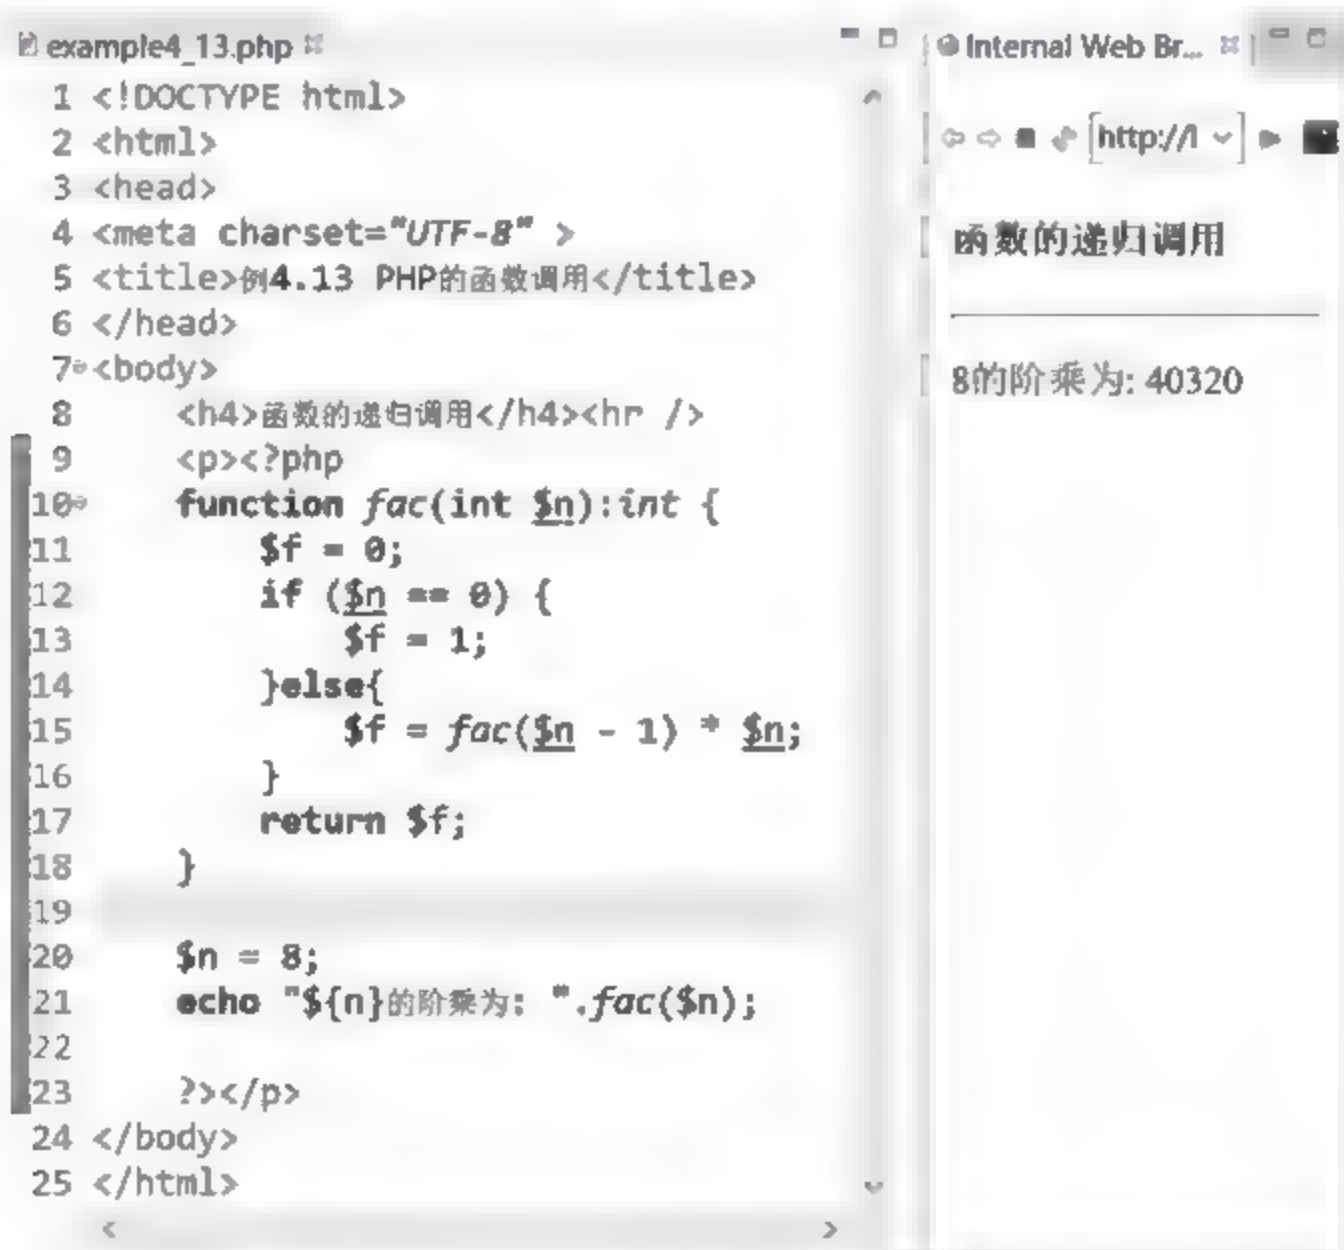 example4_13.php
1 <!DOCTYPE html>
2 <html>
3 <head>
4 <meta charset="UTF-8" >
5 <title>例4.13 PHP的函数调用</title>
6 </head>
7 <body>
8     <h4>函数的递归调用</h4><hr />
9     <p><?php
10     function fac(int $n):int {
11         $f = 0;
12         if ($n == 0) {
13             $f = 1;
14         }else{
15             $f = fac($n - 1) * $n;
16         }
17         return $f;
18     }
19
20     $n = 8;
21     echo "${n}的阶乘为: ".fac($n);
22
23     ?></p>
24 </body>
25 </html>
Internal Web Br...
http://l
函数的递归调用
8的阶乘为: 40320